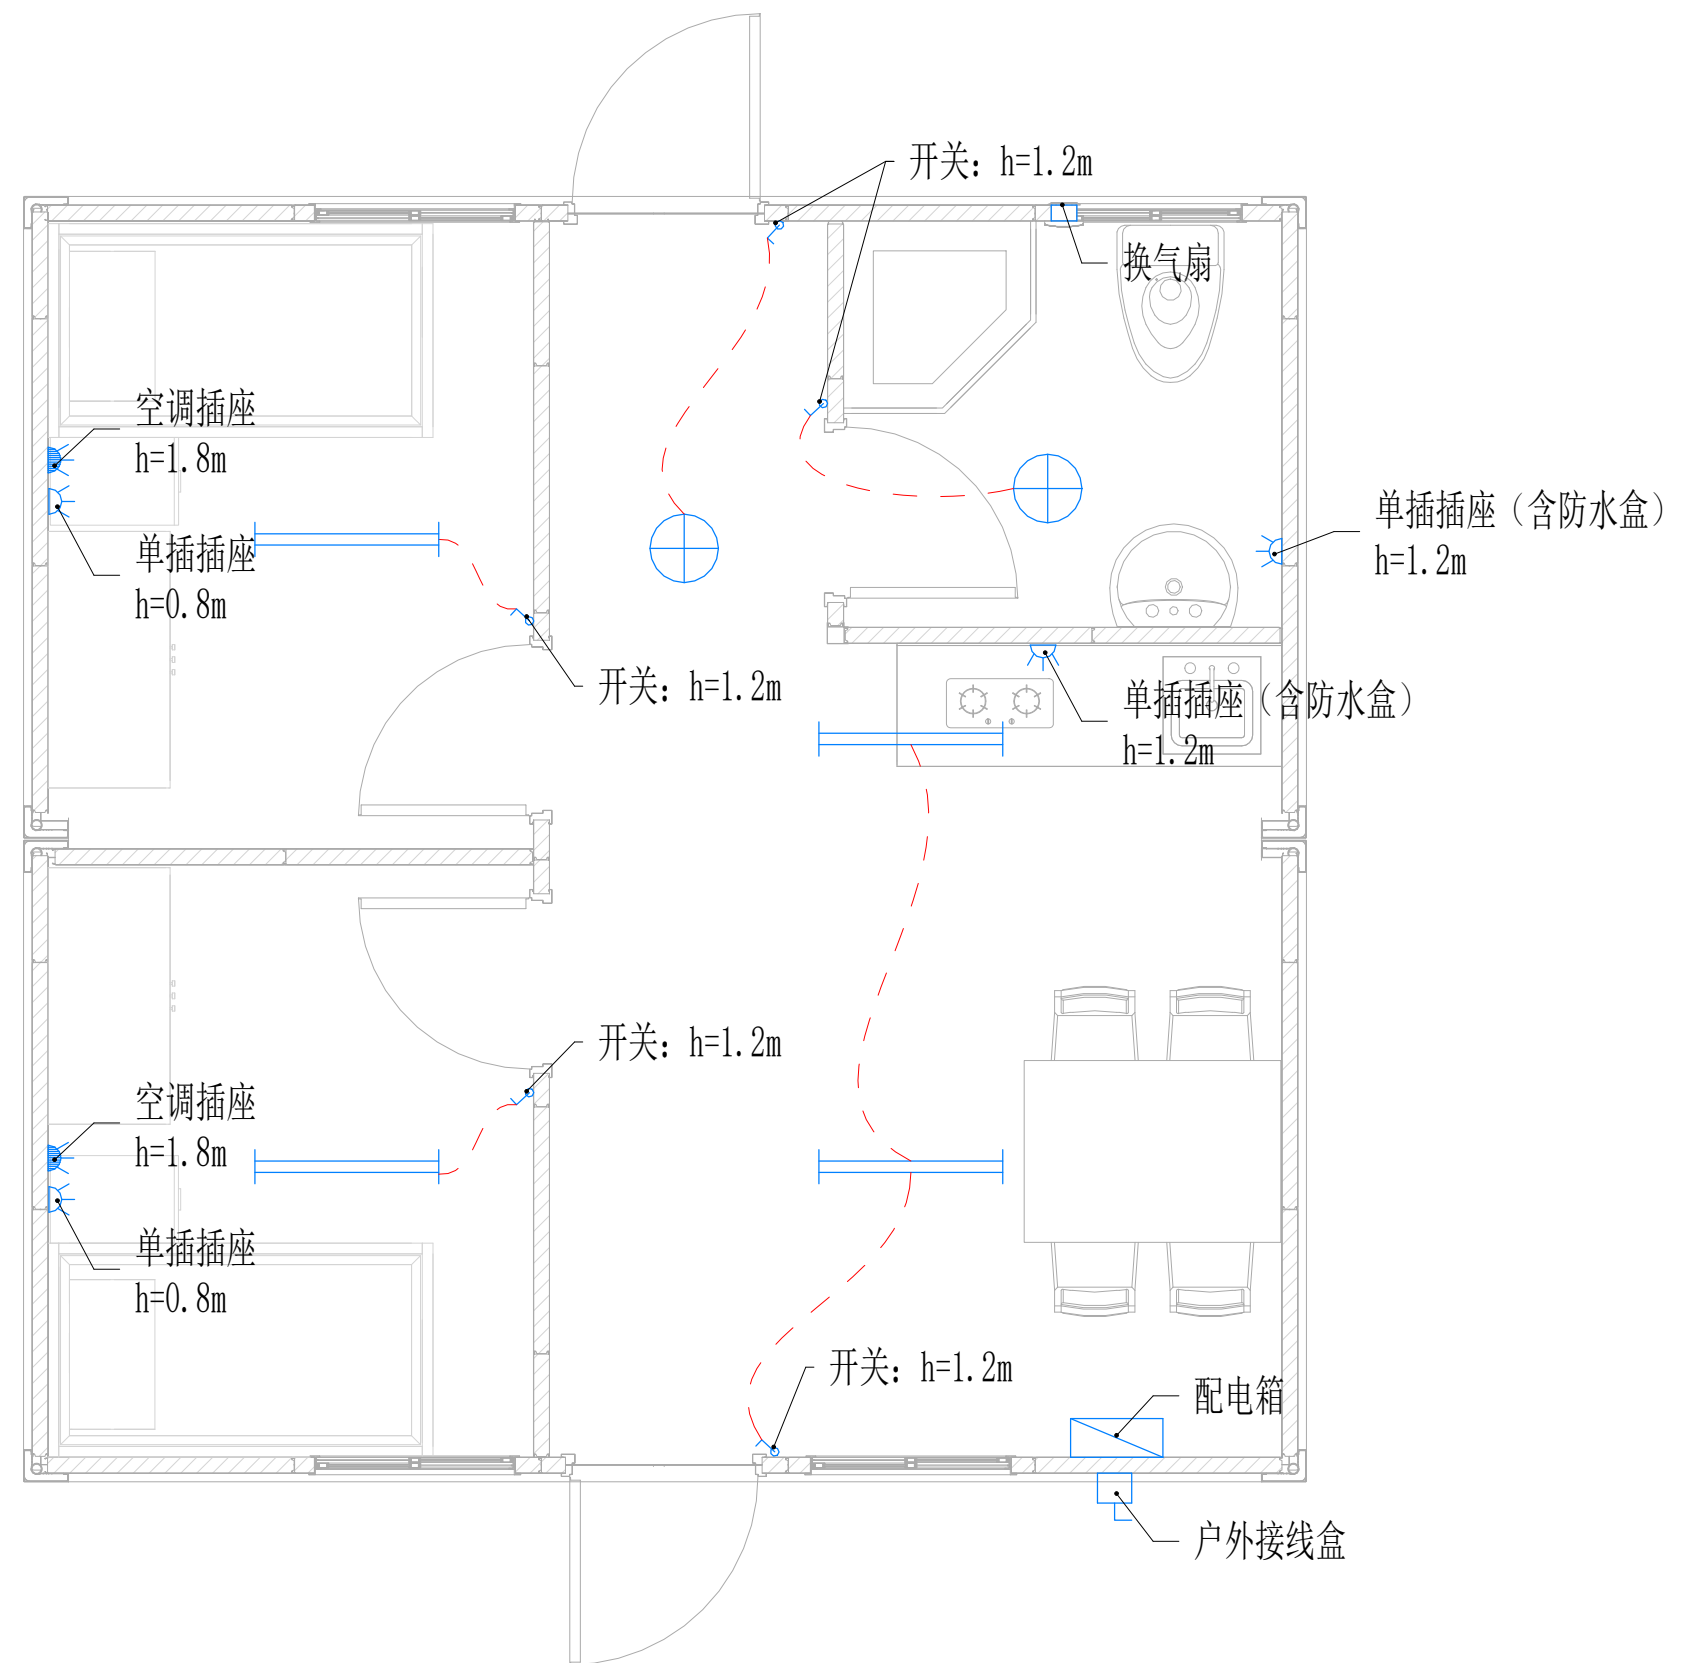 开关: h=1.2m
换气扇
空调插座
h=1.8m
单插插座
h=0.8m
单插插座（含防水盒）
h=1.2m
开关: h=1.2m
单插插座（含防水盒）
h=1.2m
开关: h=1.2m
空调插座
h=1.8m
单插插座
h=0.8m
开关: h=1.2m
配电箱
户外接线盒